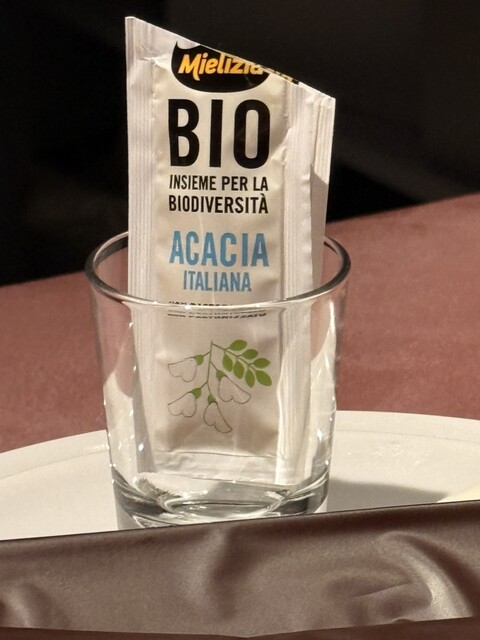 Mielizia
BIO
INSIEME PER LA
BIODIVERSITÀ
ACACIA
ITALIANA